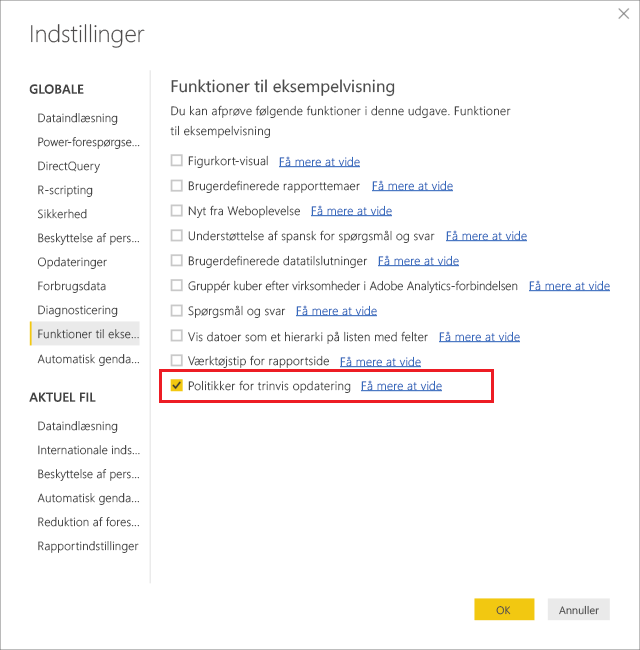 Indstillinger
GLOBALE
Dataindlæsning
Power-forespørgse...
DirectQuery
R-scripting
Sikkerhed
Beskyttelse af pers...
Opdateringer
Forbrugsdata
Diagnosticering
Funktioner til ekse...
Automatisk genda...
AKTUEL FIL
Dataindlæsning
Internationale inds...
Beskyttelse af pers...
Automatisk genda...
Reduktion af fores...
Rapportindstillinger
Funktioner til eksempelvisning
Du kan afprøve følgende funktioner i denne udgave. Funktioner
til eksempelvisning
Figurkort-visual Få mere at vide
Brugerdefinerede rapporttemaer Få mere at vide
Nyt fra Weboplevelse Få mere at vide
Understøttelse af spansk for spørgsmål og svar Få mere at vide
Brugerdefinerede datatilslutninger Få mere at vide
Gruppér kuber efter virksomheder i Adobe Analytics-forbindelsen Få mere at vide
Spørgsmål og svar Få mere at vide
Vis datoer som et hierarki på listen med felter Få mere at vide
Værktøjstip for rapportside Få mere at vide
Politikker for trinvis opdatering Få mere at vide
OK
Annuller